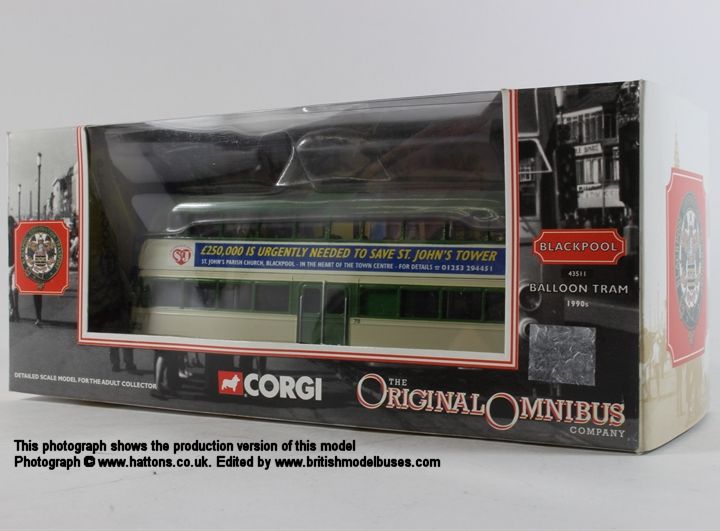 £250,000 IS URGENTLY NEEDED TO SAVE ST. JOHN'S TOWER
ST. JOHN'S PARISH CHURCH, BLACKPOOL - IN THE HEART OF THE TOWN CENTRE - FOR DETAILS ☎ 01253 294451
BLACKPOOL
43511
BALLOON TRAM
1990s
DETAILED SCALE MODEL FOR THE ADULT COLLECTOR
CORGI
THE
ORIGINAL OMNIBUS
COMPANY
This photograph shows the production version of this model
Photograph © www.hattons.co.uk. Edited by www.britishmodelbuses.com